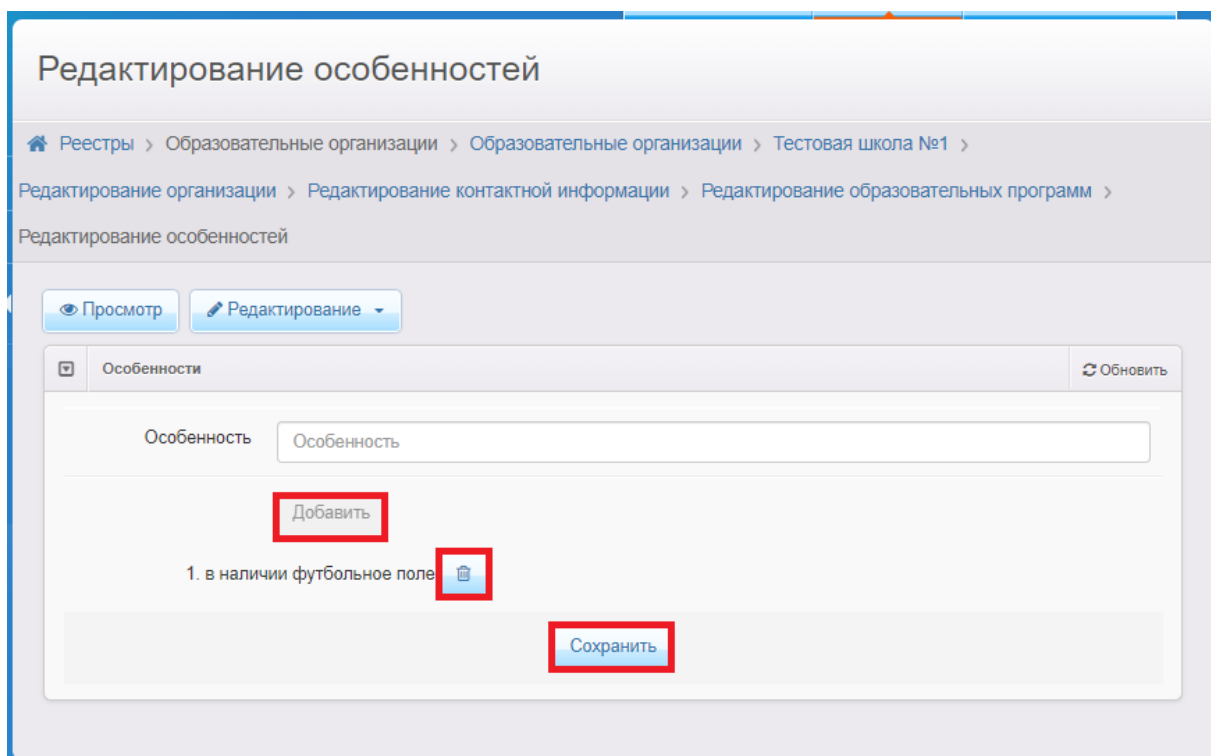 Редактирование особенностей
Реестры > Образовательные организации > Образовательные организации > Тестовая школа №1 >
Редактирование организации > Редактирование контактной информации > Редактирование образовательных программ >
Редактирование особенностей
Просмотр Редактирование
Особенности Обновить
Особенность Особенность
Добавить
1. в наличии футбольное поле
Сохранить